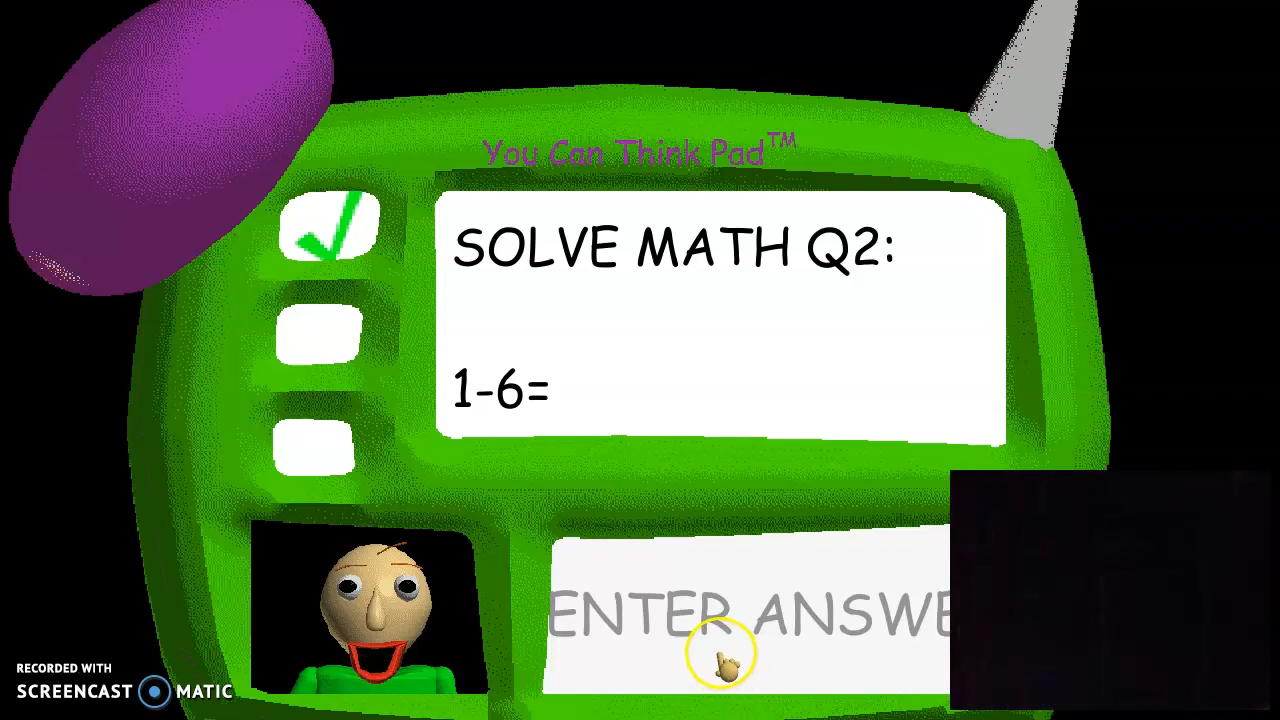 You Can Think Pad™
SOLVE MATH Q2:
1-6=
ENTER ANSWE
RECORDED WITH
SCREENCAST MATIC